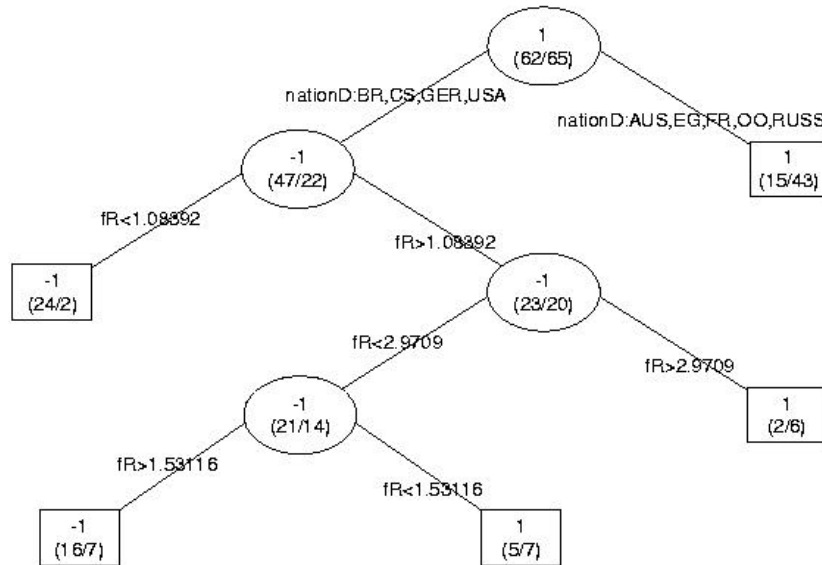 1
(62/65)
nationD:BR,CS,GER,USA
nationD:AUS,EG,FR,OO,RUSS
-1
(47/22)
1
(15/43)
fR<1.08392
fR>1.08392
-1
(24/2)
-1
(23/20)
fR<2.9709
fR>2.9709
-1
(21/14)
1
(2/6)
fR>1.53116
fR<1.53116
-1
(16/7)
1
(5/7)